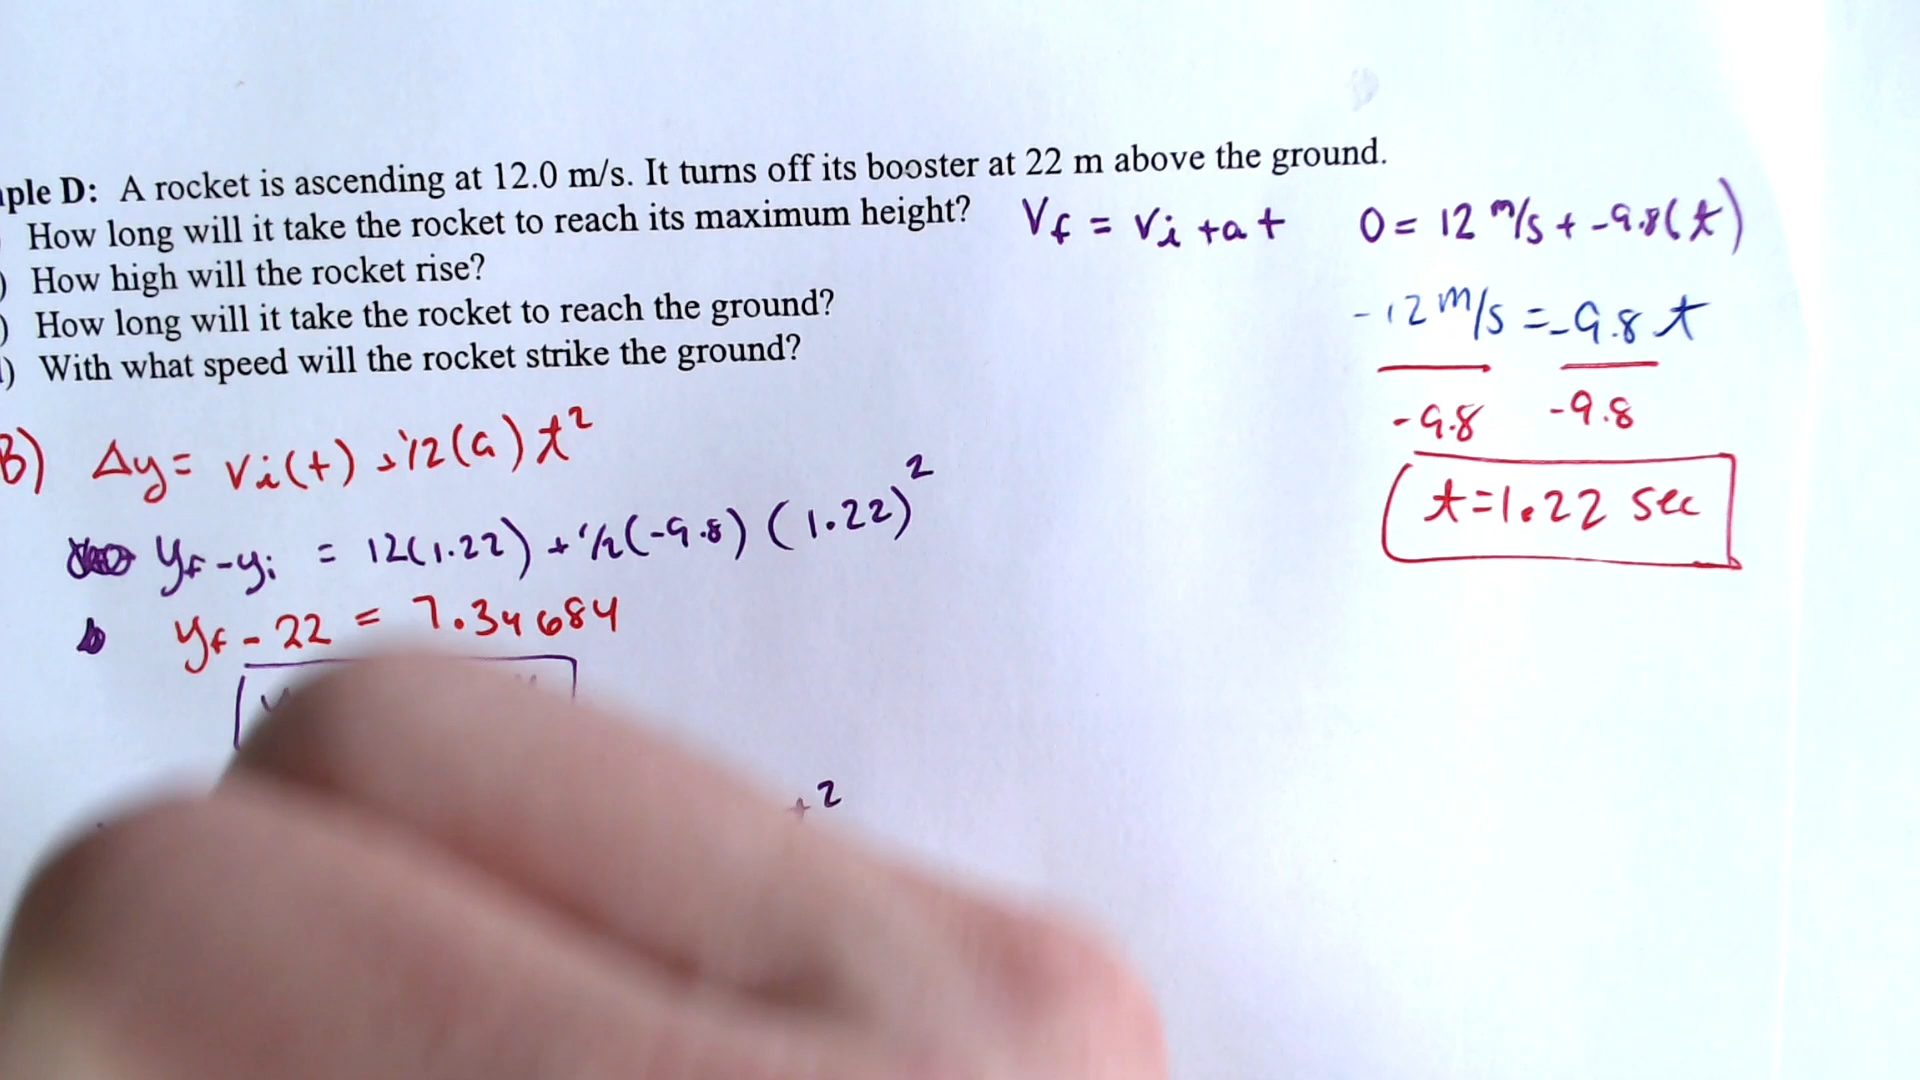 ple D: A rocket is ascending at 12.0 m/s. It turns off its booster at 22 m above the ground.
How long will it take the rocket to reach its maximum height?
) How high will the rocket rise?
) How long will it take the rocket to reach the ground?
) With what speed will the rocket strike the ground?
Vf = Vi + at
0 = 12 m/s + -9.8(t)
-12 m/s = -9.8 t
-9.8 -9.8
t = 1.22 sec
B) Δy = Vi(t) + 1/2(a)t²
yf - yi = 12(1.22) + 1/2(-9.8)(1.22)²
yf - 22 = 7.34684
2